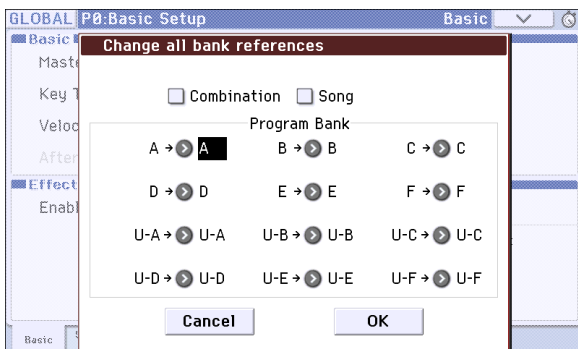 GLOBAL P0:Basic Setup Basic
Basic
Change all bank references
Maste
Key T
Combination Song
Veloc
Program Bank
A → A B → B C → C
After
D → D E → E F → F
Effect
Enabl
U-A → U-A U-B → U-B U-C → U-C
U-D → U-D U-E → U-E U-F → U-F
Cancel OK
Basic